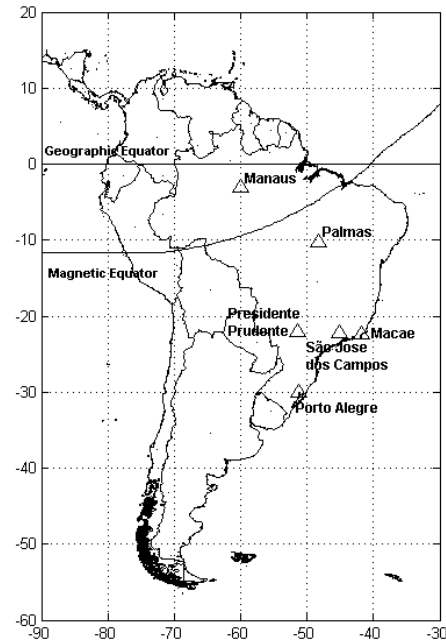 20
10
Geographic Equator
0
Manaus
Palmas
-10
Magnetic Equator
Presidente
Prudente
Macae
-20
São Jose
dos Campos
-30
Porto Alegre
-40
-50
-60
-90 -80 -70 -60 -50 -40 -30